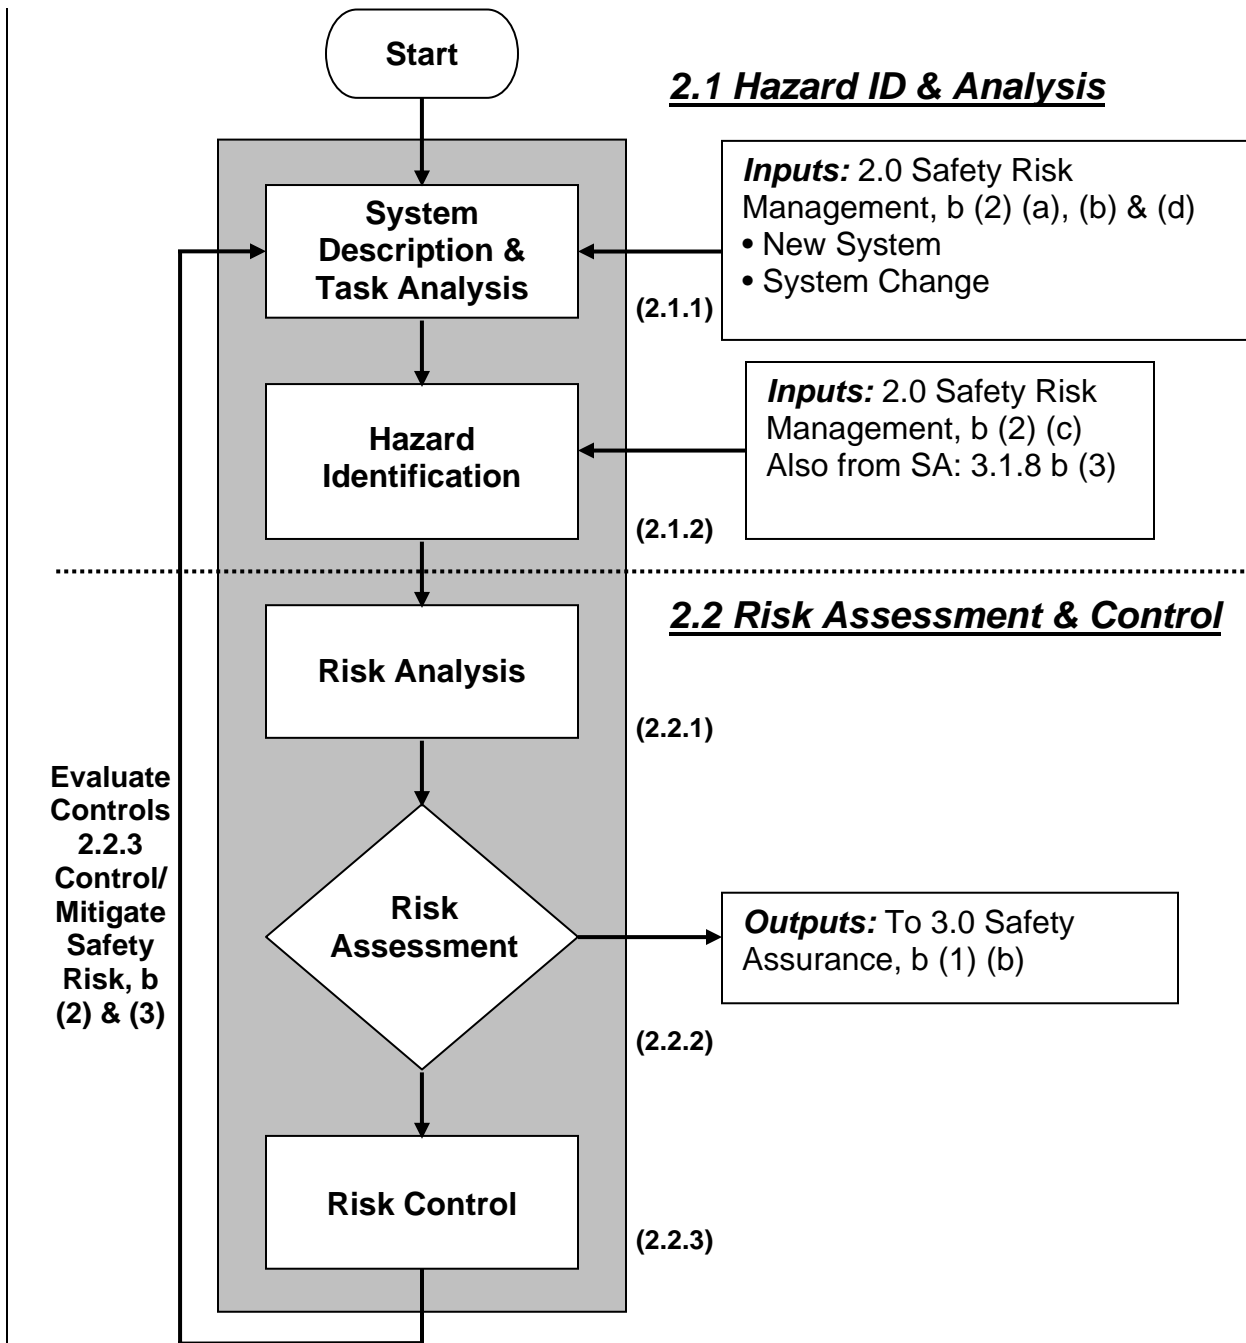 Start
2.1 Hazard ID & Analysis
System
Description &
Task Analysis
(2.1.1)
Inputs: 2.0 Safety Risk
Management, b (2) (a), (b) & (d)
• New System
• System Change
Hazard
Identification
(2.1.2)
Inputs: 2.0 Safety Risk
Management, b (2) (c)
Also from SA: 3.1.8 b (3)
2.2 Risk Assessment & Control
Risk Analysis
(2.2.1)
Evaluate
Controls
2.2.3
Control/
Mitigate
Safety
Risk, b
(2) & (3)
Risk
Assessment
(2.2.2)
Outputs: To 3.0 Safety
Assurance, b (1) (b)
Risk Control
(2.2.3)